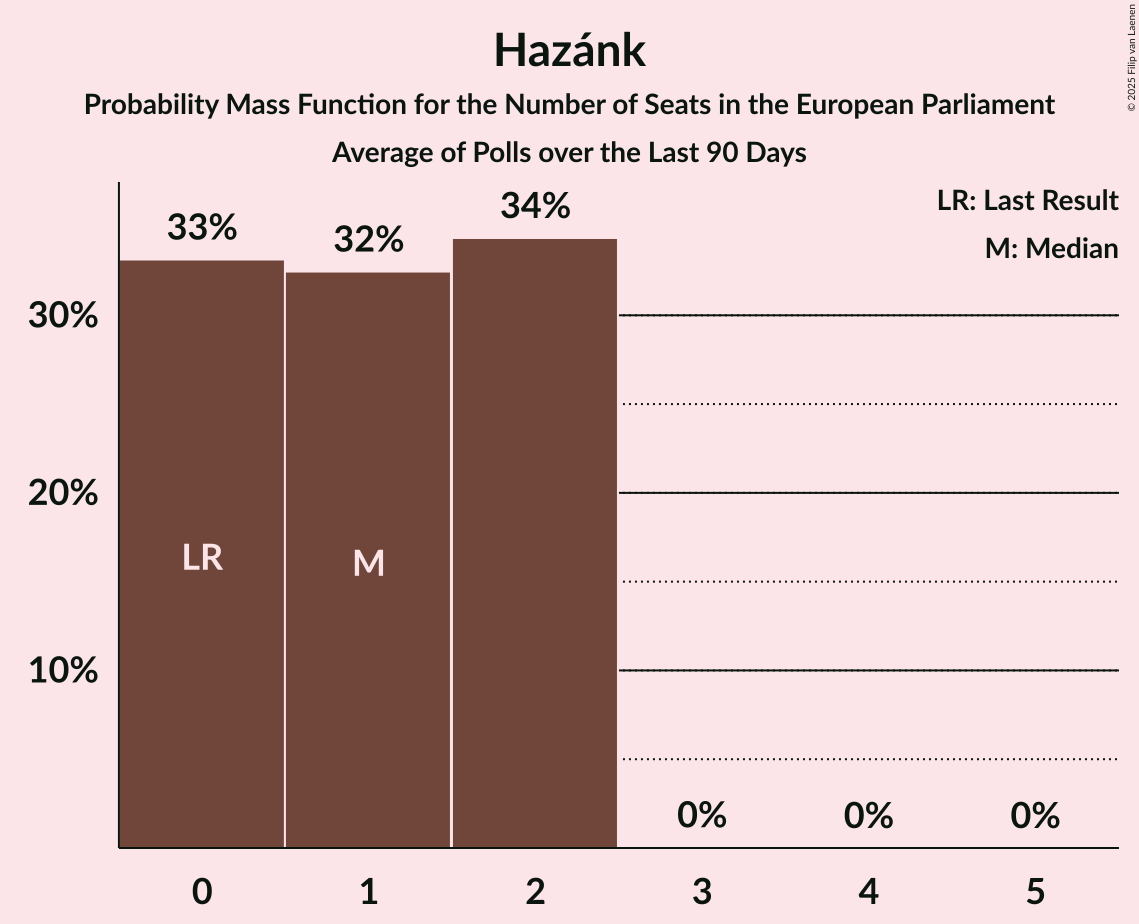 Hazánk
Probability Mass Function for the Number of Seats in the European Parliament
Average of Polls over the Last 90 Days
© 2025 Filip van Laenen
LR: Last Result
M: Median
33%
32%
34%
0%
0%
0%
30%
20%
10%
LR
M
0
1
2
3
4
5